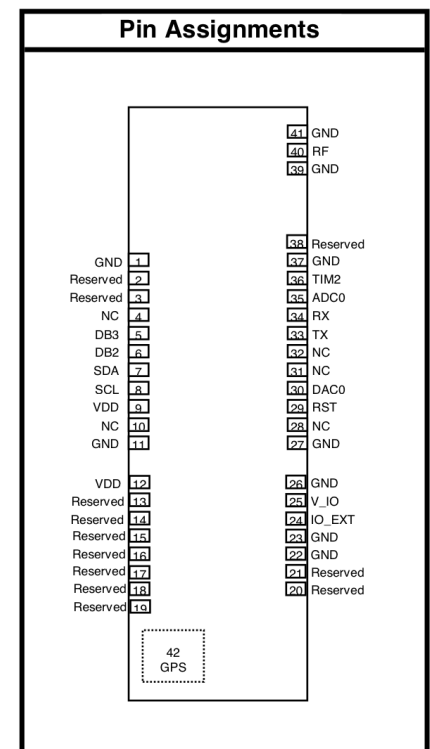 Pin Assignments
41 GND
40 RF
39 GND
38 Reserved
GND 1
37 GND
Reserved 2
36 TIM2
Reserved 3
35 ADC0
NC 4
34 RX
DB3 5
33 TX
DB2 6
32 NC
SDA 7
31 NC
SCL 8
30 DAC0
VDD 9
29 RST
NC 10
28 NC
GND 11
27 GND
VDD 12
26 GND
Reserved 13
25 V_IO
Reserved 14
24 IO_EXT
Reserved 15
23 GND
Reserved 16
22 GND
Reserved 17
21 Reserved
Reserved 18
20 Reserved
Reserved 19
42
GPS